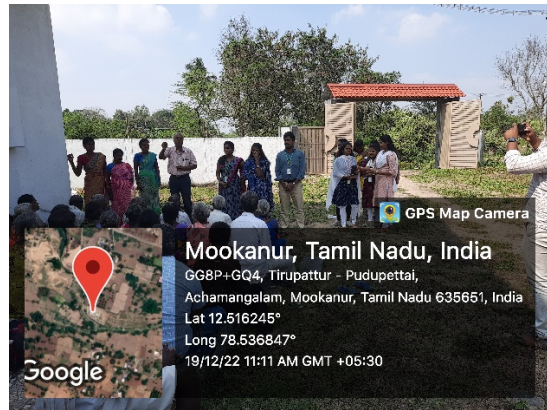 GPS Map Camera
Mookanur, Tamil Nadu, India
GG8P+GQ4, Tirupattur - Pudupettai,
Achamangalam, Mookanur, Tamil Nadu 635651, India
Lat 12.516245°
Long 78.536847°
19/12/22 11:11 AM GMT +05:30
Google